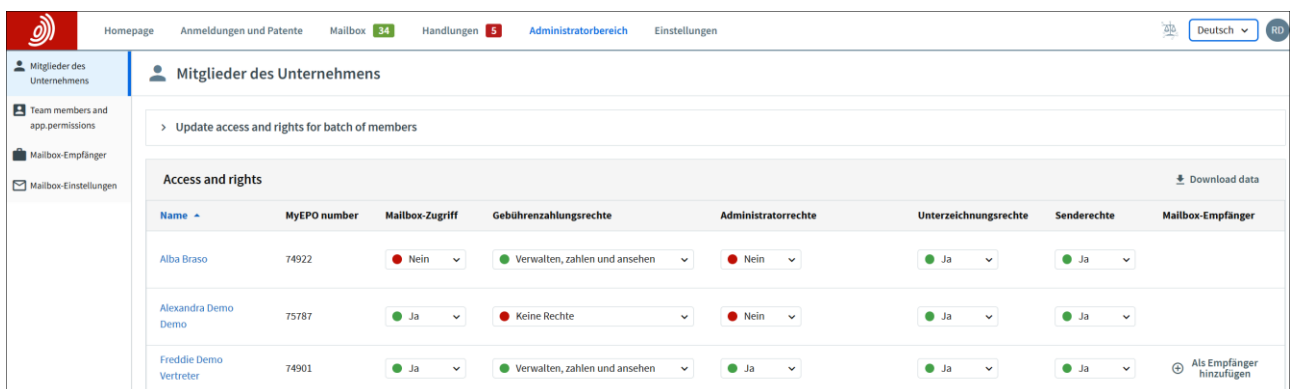 Homepage Anmeldungen und Patente Mailbox 34 Handlungen 5 Administratorbereich Einstellungen Deutsch RD
Mitglieder des
Unternehmens
Team members and
app.permissions
Mailbox-Empfänger
Mailbox-Einstellungen
Mitglieder des Unternehmens
Update access and rights for batch of members
Access and rights Download data
Name MyEPO number Mailbox-Zugriff Gebührenzahlungsrechte Administratorrechte Unterzeichnungsrechte Senderechte Mailbox-Empfänger
Alba Braso 74922 Nein Verwalten, zahlen und ansehen Nein Ja Ja
Alexandra Demo
Demo 75787 Ja Keine Rechte Nein Ja Ja
Freddie Demo
Vertreter 74901 Ja Verwalten, zahlen und ansehen Ja Ja Ja Als Empfänger
hinzufügen